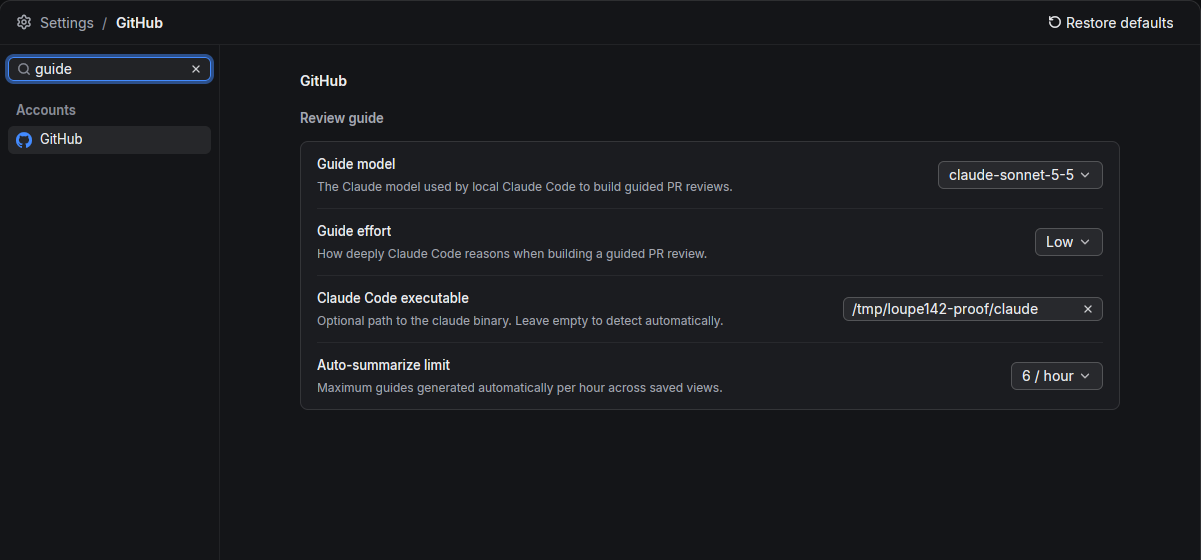 Settings / GitHub
Restore defaults
guide
Accounts
GitHub
GitHub
Review guide
Guide model
The Claude model used by local Claude Code to build guided PR reviews.
claude-sonnet-5-5
Guide effort
How deeply Claude Code reasons when building a guided PR review.
Low
Claude Code executable
Optional path to the claude binary. Leave empty to detect automatically.
/tmp/loupe142-proof/claude
Auto-summarize limit
Maximum guides generated automatically per hour across saved views.
6 / hour